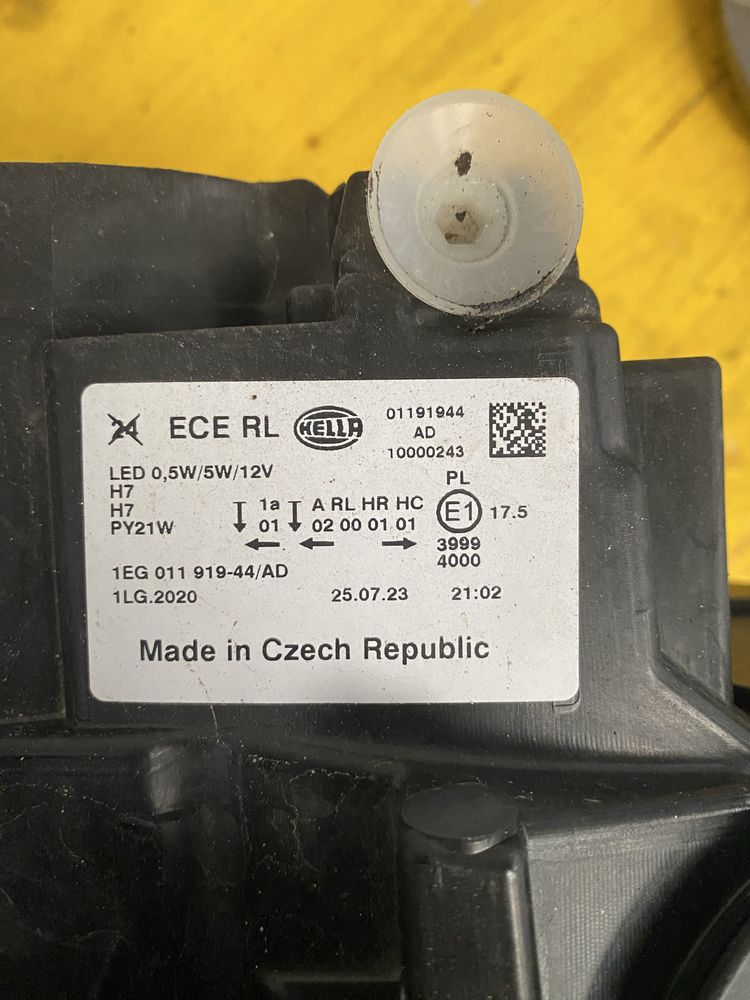 24 ECE RL HELLA 01191944
AD
10000243
LED 0,5W/5W/12V
H7
H7
PY21W
1a A RL HR HC
01 02 00 01 01
PL
E1 17.5
3999
4000
1EG 011 919-44/AD
1LG.2020 25.07.23 21:02
Made in Czech Republic